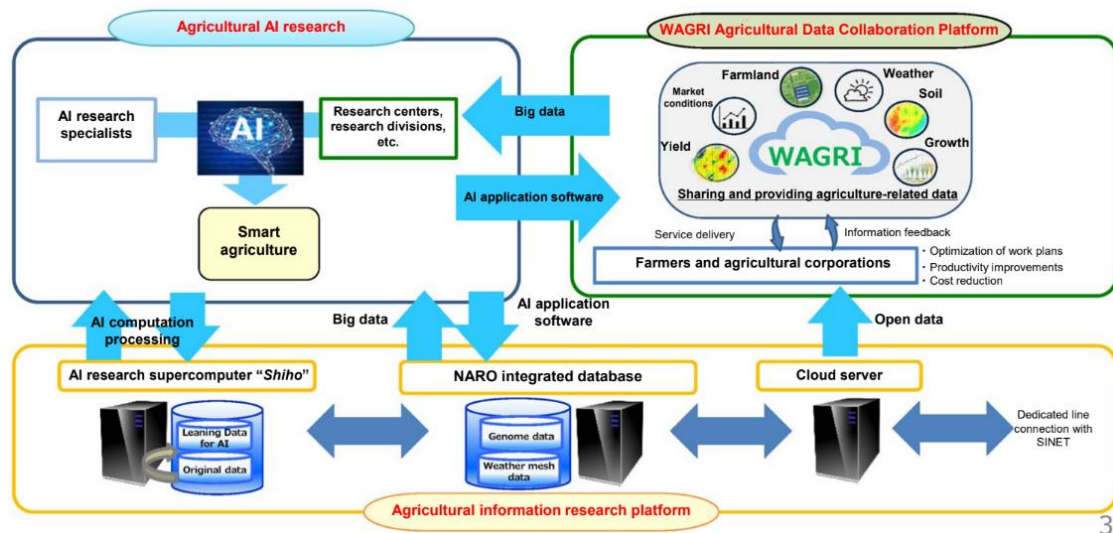 Agricultural AI research
WAGRI Agricultural Data Collaboration Platform
AI research
specialists
AI
Research centers,
research divisions,
etc.
Smart
agriculture
Big data
AI application software
Farmland
Weather
Market
conditions
Soil
Yield
WAGRI
Growth
Sharing and providing agriculture-related data
Service delivery
Information feedback
Farmers and agricultural corporations
・Optimization of work plans
・Productivity improvements
・Cost reduction
AI computation
processing
Big data
AI application
software
Open data
AI research supercomputer “Shiho”
NARO integrated database
Cloud server
Leaning Data
for AI
Original data
Genome data
Weather mesh
data
Dedicated line
connection with
SINET
Agricultural information research platform
3